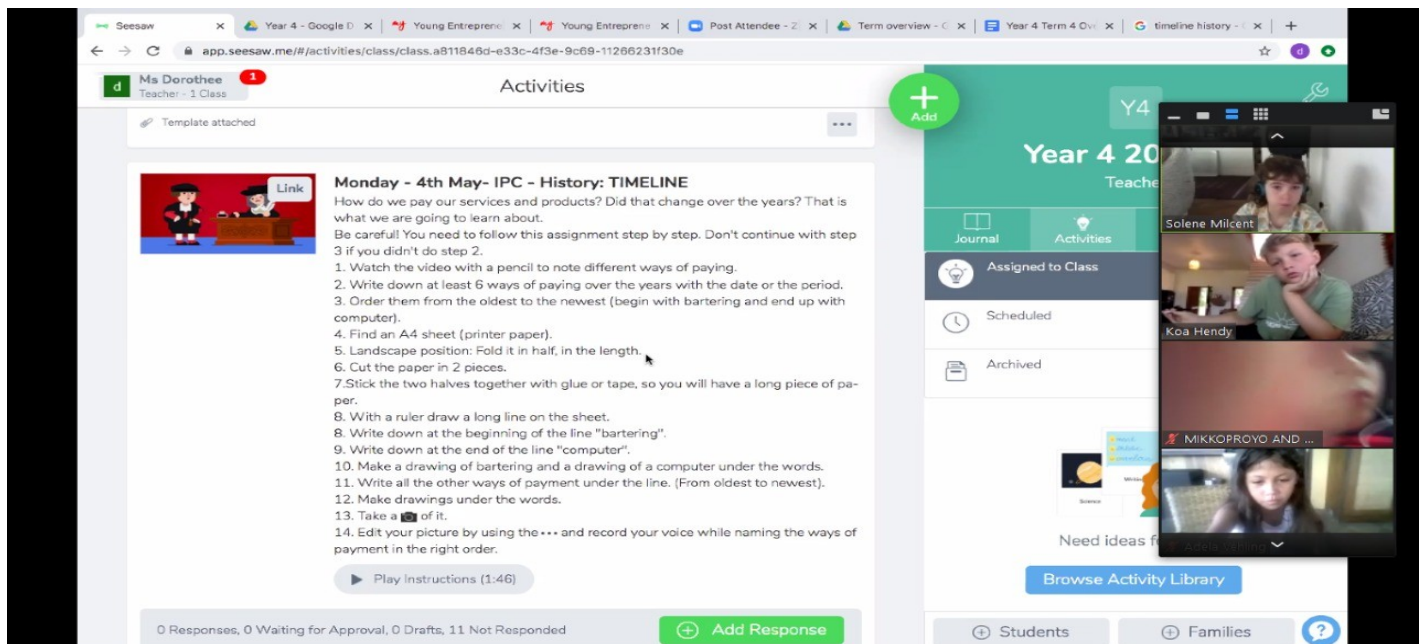 Seesaw
Year 4 - Google D
Young Entreprene
Young Entreprene
Post Attendee - Z
Term overview - G
Year 4 Term 4 Ove
timeline history - G
app.seesaw.me/#/activities/class/class.a811846d-e33c-4f3e-9c69-11266231f30e
d
d
Ms Dorothee
1
Teacher - 1 Class
Activities
Add
Template attached
Y4
Year 4 20
Teache
Journal
Activities
Assigned to Class
Scheduled
Archived
Link
Monday - 4th May- IPC - History: TIMELINE
How do we pay our services and products? Did that change over the years? That is
what we are going to learn about.
Be careful! You need to follow this assignment step by step. Don't continue with step
3 if you didn't do step 2.
1. Watch the video with a pencil to note different ways of paying.
2. Write down at least 6 ways of paying over the years with the date or the period.
3. Order them from the oldest to the newest (begin with bartering and end up with
computer).
4. Find an A4 sheet (printer paper).
5. Landscape position: Fold it in half, in the length.
6. Cut the paper in 2 pieces.
7.Stick the two halves together with glue or tape, so you will have a long piece of pa-
per.
8. With a ruler draw a long line on the sheet.
8. Write down at the beginning of the line "bartering".
9. Write down at the end of the line "computer".
10. Make a drawing of bartering and a drawing of a computer under the words.
11. Write all the other ways of payment under the line. (From oldest to newest).
12. Make drawings under the words.
13. Take a 📷 of it.
14. Edit your picture by using the ••• and record your voice while naming the ways of
payment in the right order.
Play Instructions (1:46)
0 Responses, 0 Waiting for Approval, 0 Drafts, 11 Not Responded
Add Response
Solene Milcent
Koa Hendy
MIKKOPROYO AND ...
Adela
Science
Need ideas f
Browse Activity Library
Students
Families
?